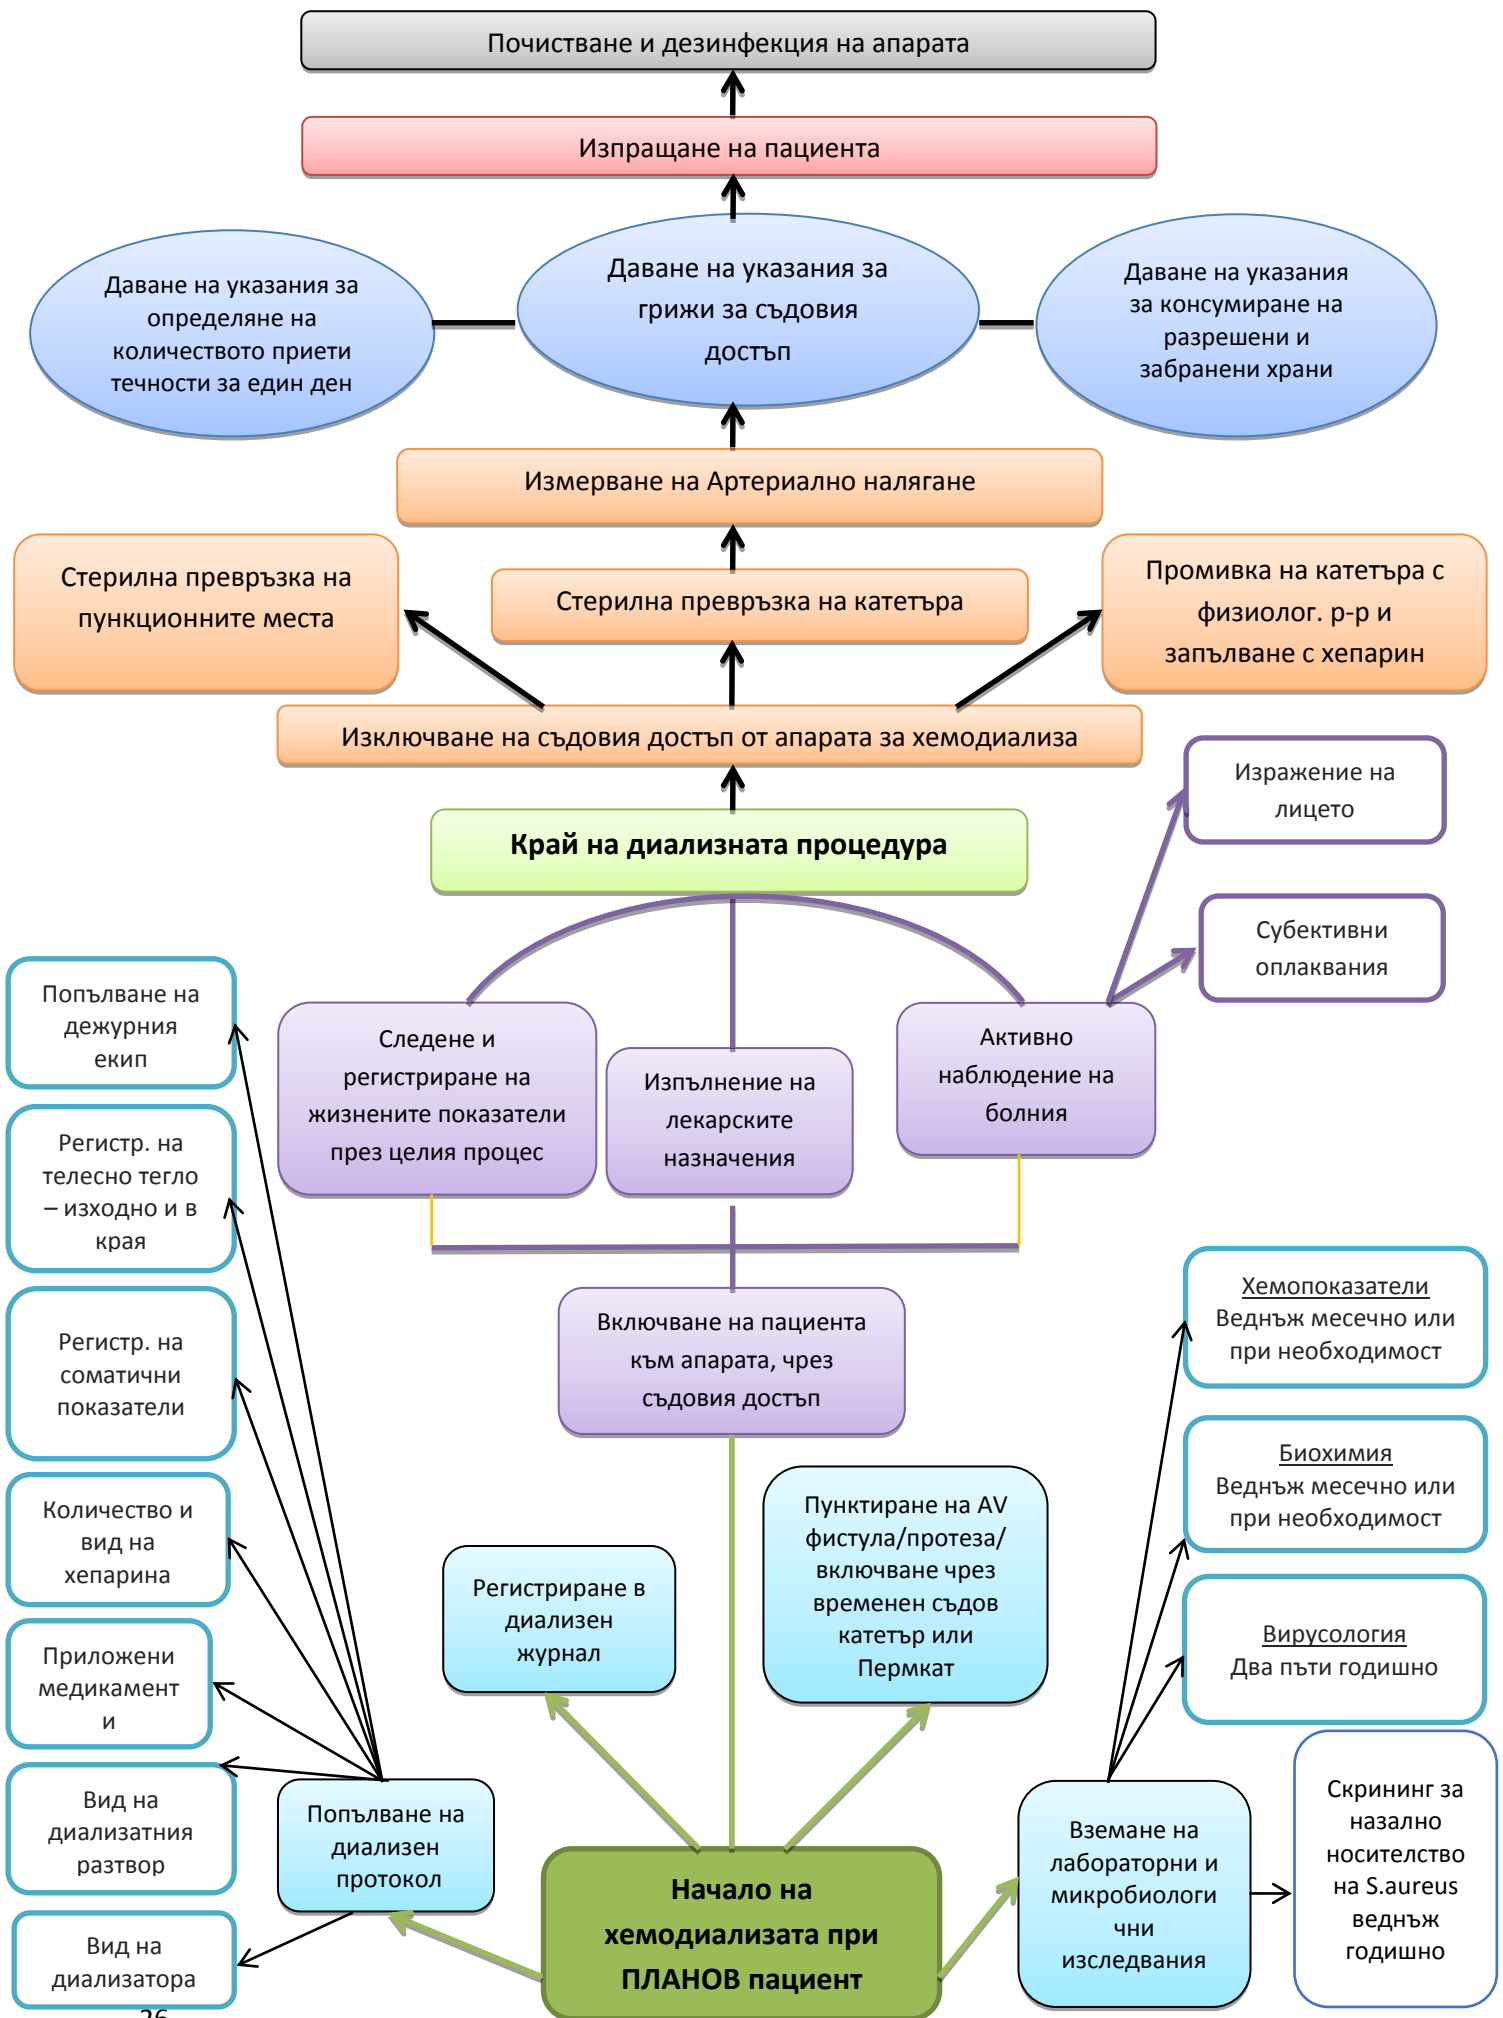 Почистване и дезинфекция на апарата
Изпращане на пациента
Даване на указания за
определяне на
количеството приети
течности за един ден
Даване на указания за
грижи за съдовия
достъп
Даване на указания
за консумиране на
разрешени и
забранени храни
Измерване на Артериално налягане
Стерилна превръзка на
пункционните места
Стерилна превръзка на катетъра
Промивка на катетъра с
физиолог. р-р и
запълване с хепарин
Изключване на съдовия достъп от апарата за хемодиализа
Изражение на
лицето
Край на диализната процедура
Субективни
оплаквания
Попълване на
дежурния
екип
Следене и
регистриране на
жизнените показатели
през целия процес
Изпълнение на
лекарските
назначения
Активно
наблюдение на
болния
Регистр. на
телесно тегло
– изходно и в
края
Хемопоказатели
Веднъж месечно или
при необходимост
Включване на пациента
към апарата, чрез
съдовия достъп
Регистр. на
соматични
показатели
Биохимия
Веднъж месечно или
при необходимост
Количество и
вид на
хепарина
Регистриране в
диализен
журнал
Пунктиране на AV
фистула/протеза/
включване чрез
временен съдов
катетър или
Пермкат
Вирусология
Два пъти годишно
Приложени
медикамент
и
Вид на
диализатния
разтвор
Попълване на
диализен
протокол
Начало на
хемодиализата при
ПЛАНОВ пациент
Вземане на
лабораторни и
микробиологи
чни
изследвания
Скрининг за
назално
носителство
на S.aureus
веднъж
годишно
Вид на
диализатора
26